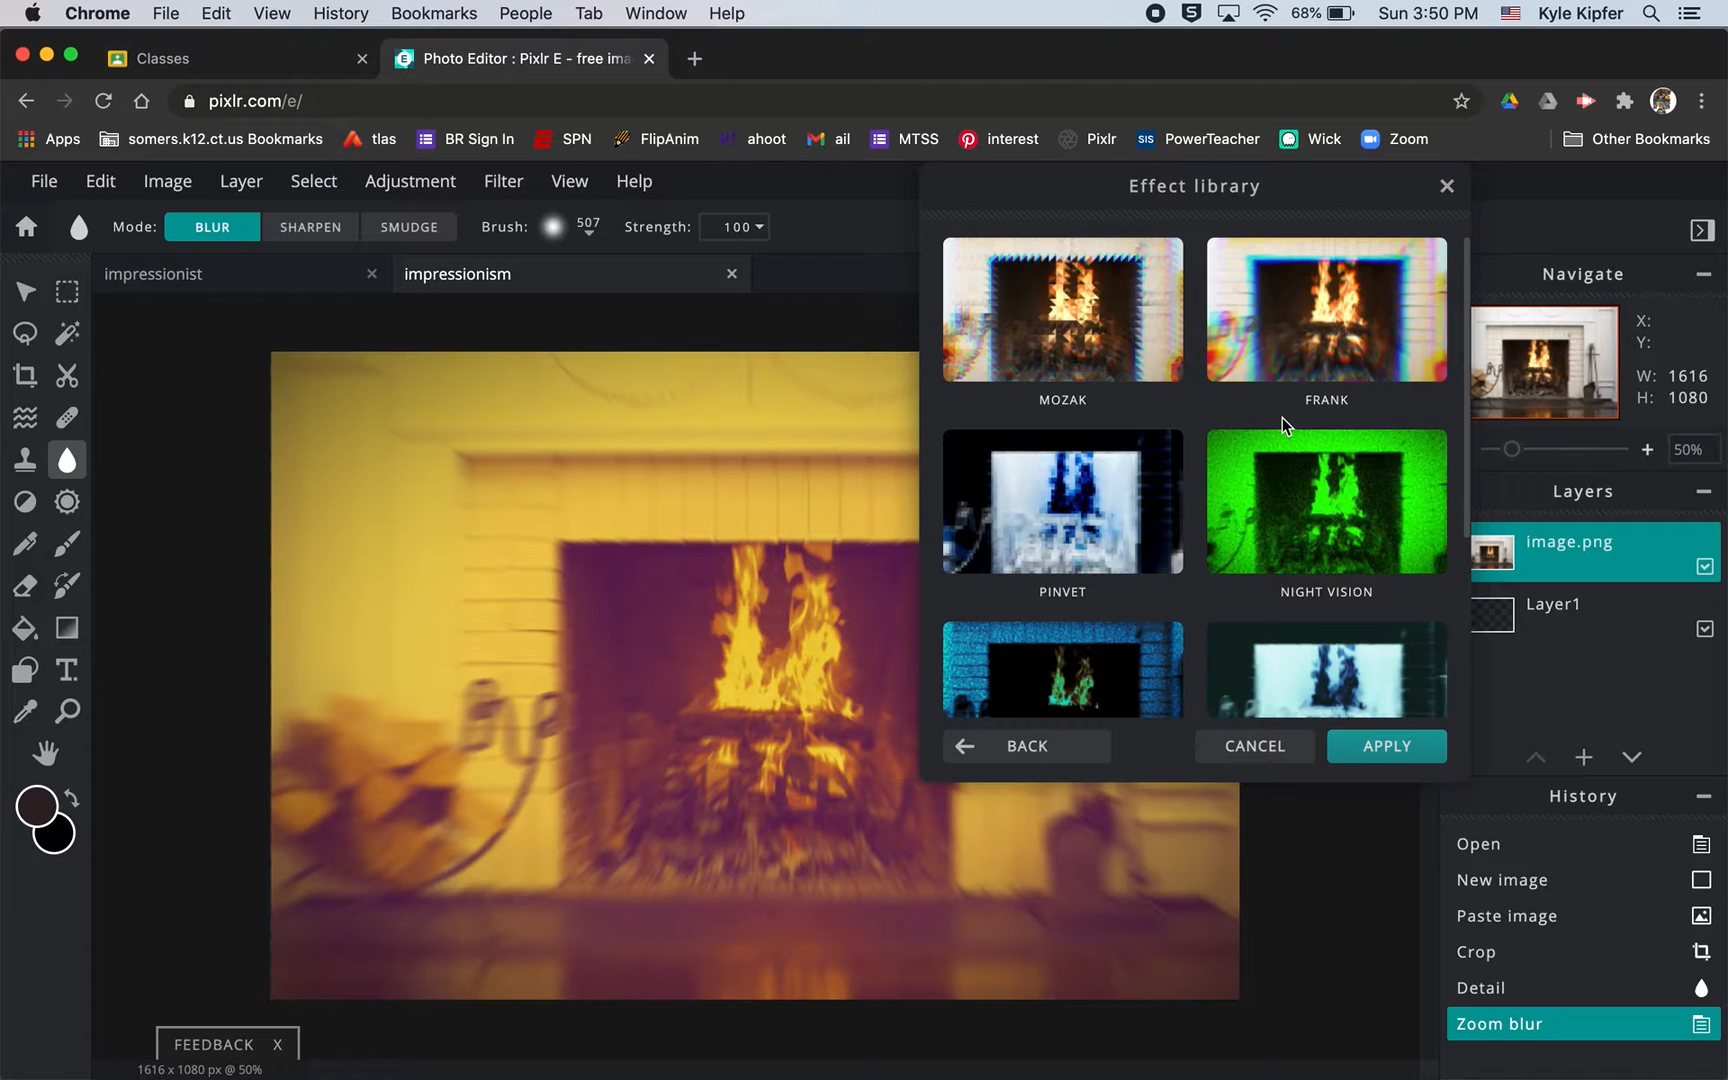 Chrome File Edit View History Bookmarks People Tab Window Help 68% Sun 3:50 PM Kyle Kipfer
Classes Photo Editor : Pixlr E - free ima
pixlr.com/e/
Apps somers.k12.ct.us Bookmarks tlas BR Sign In SPN FlipAnim ahoot ail MTSS interest Pixlr SIS PowerTeacher Wick Zoom Other Bookmarks
File Edit Image Layer Select Adjustment Filter View Help
Effect library
Mode: BLUR SHARPEN SMUDGE Brush: 507 Strength: 100
impressionist impressionism
Navigate
X:
Y:
W: 1616
H: 1080
MOZAK FRANK
50%
Layers
image.png
PINVET NIGHT VISION
Layer1
BACK CANCEL APPLY
History
Open
New image
Paste image
Crop
Detail
Zoom blur
FEEDBACK X
1616 x 1080 px @ 50%